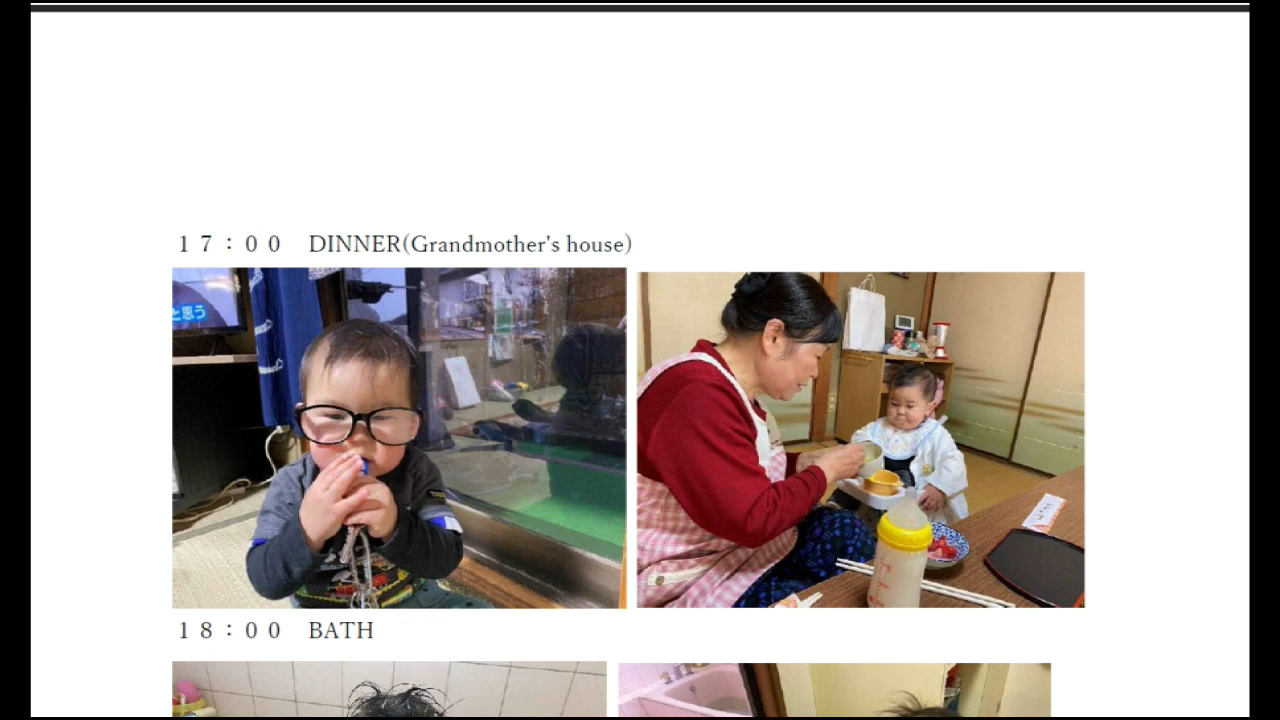 １７：００　DINNER(Grandmother's house)
と思う
１８：００　BATH